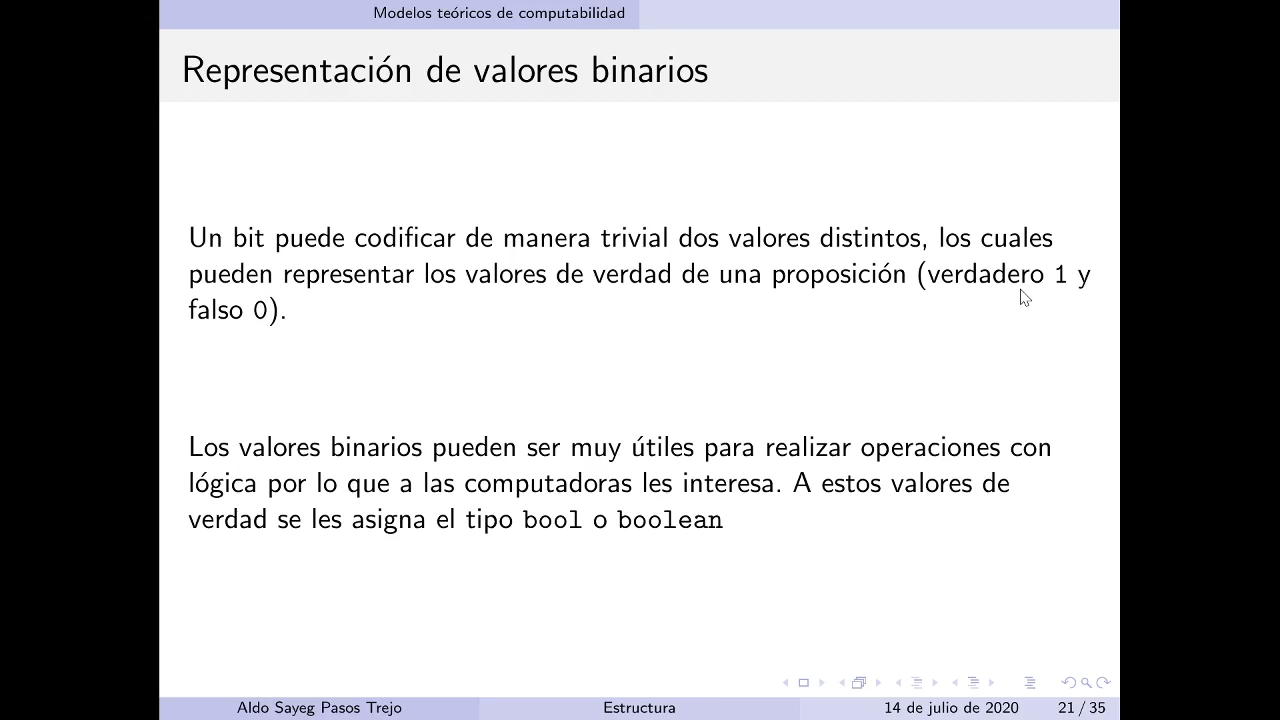 Modelos teóricos de computabilidad
Representación de valores binarios
Un bit puede codificar de manera trivial dos valores distintos, los cuales
pueden representar los valores de verdad de una proposición (verdadero 1 y
falso 0).
Los valores binarios pueden ser muy útiles para realizar operaciones con
lógica por lo que a las computadoras les interesa. A estos valores de
verdad se les asigna el tipo bool o boolean
Aldo Sayeg Pasos Trejo Estructura 14 de julio de 2020 21 / 35